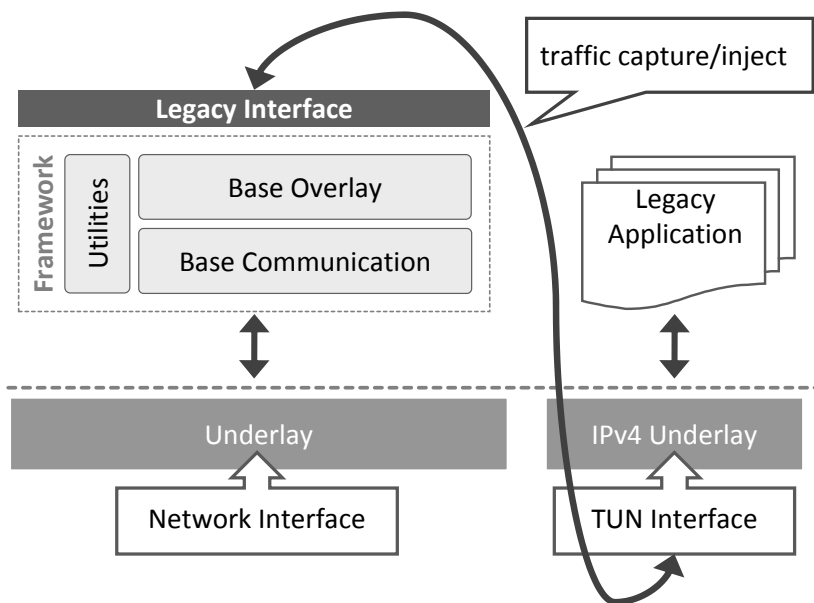 traffic capture/inject
Legacy Interface
Framework
Utilities
Base Overlay
Base Communication
Legacy
Application
Underlay
IPv4 Underlay
Network Interface
TUN Interface